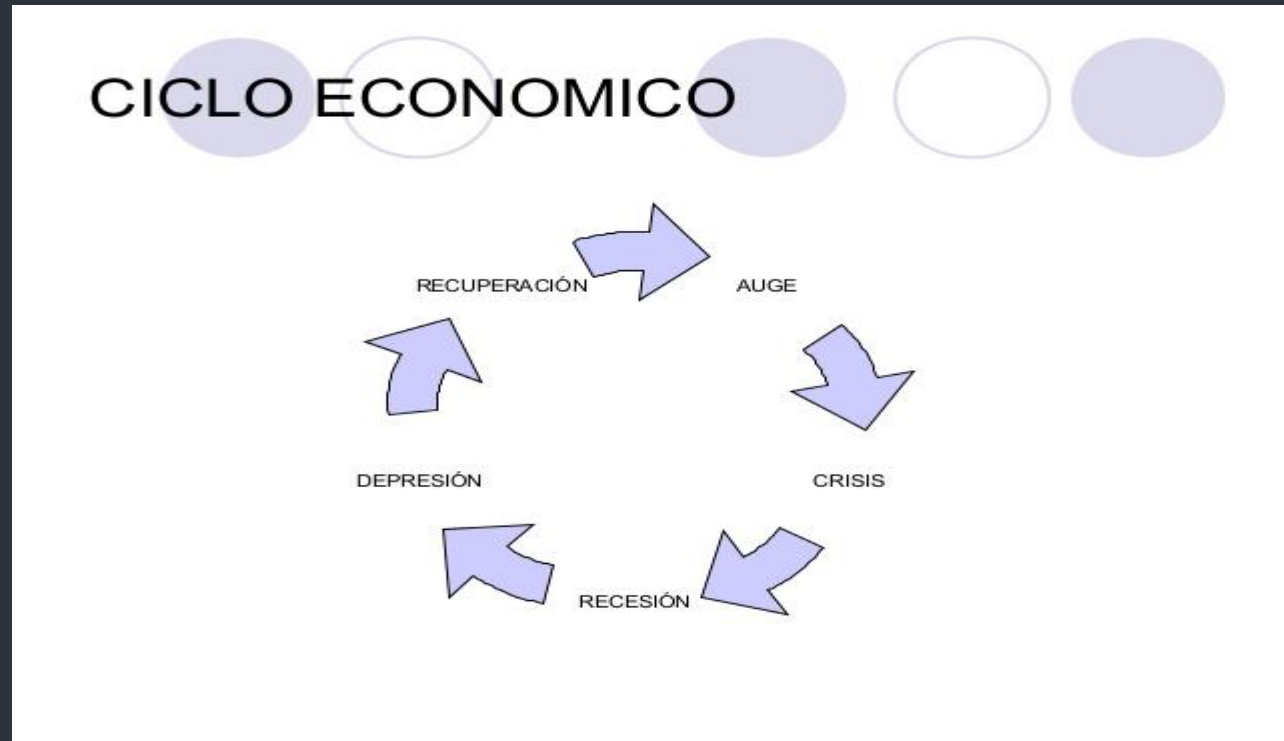 CICLO ECONOMICO
RECUPERACIÓN
AUGE
CRISIS
RECESIÓN
DEPRESIÓN